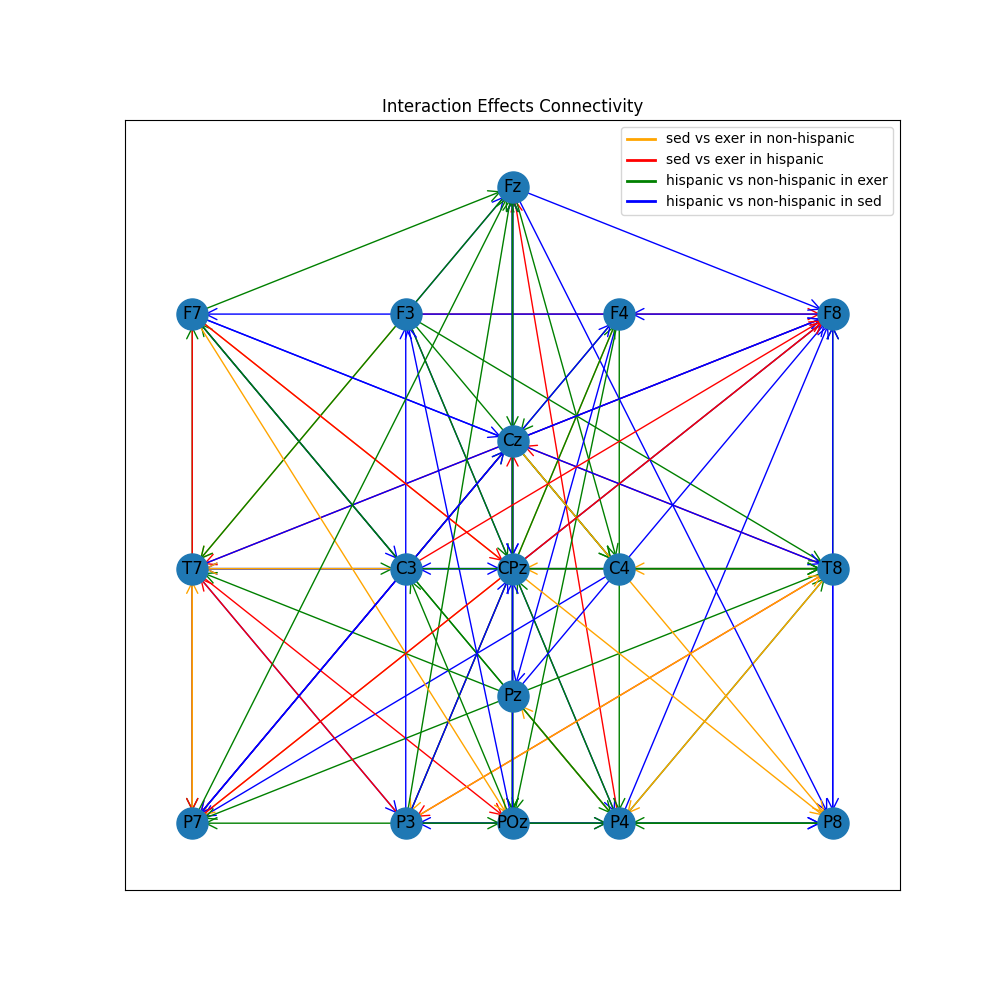 Interaction Effects Connectivity
sed vs exer in non-hispanic
sed vs exer in hispanic
hispanic vs non-hispanic in exer
hispanic vs non-hispanic in sed
Fz
F7 F3 F4 F8
Cz
T7 C3 CPz C4 T8
Pz
P7 P3 POz P4 P8